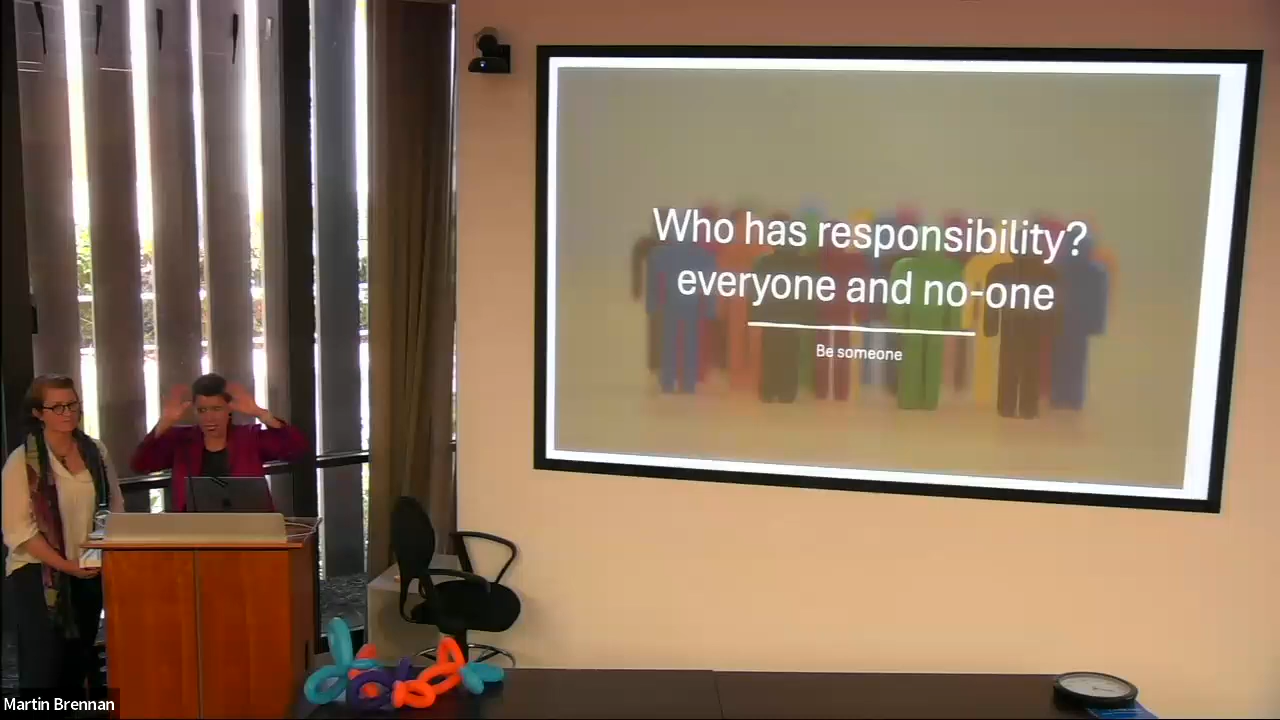 Who has responsibility?
everyone and no-one
Be someone
Martin Brennan